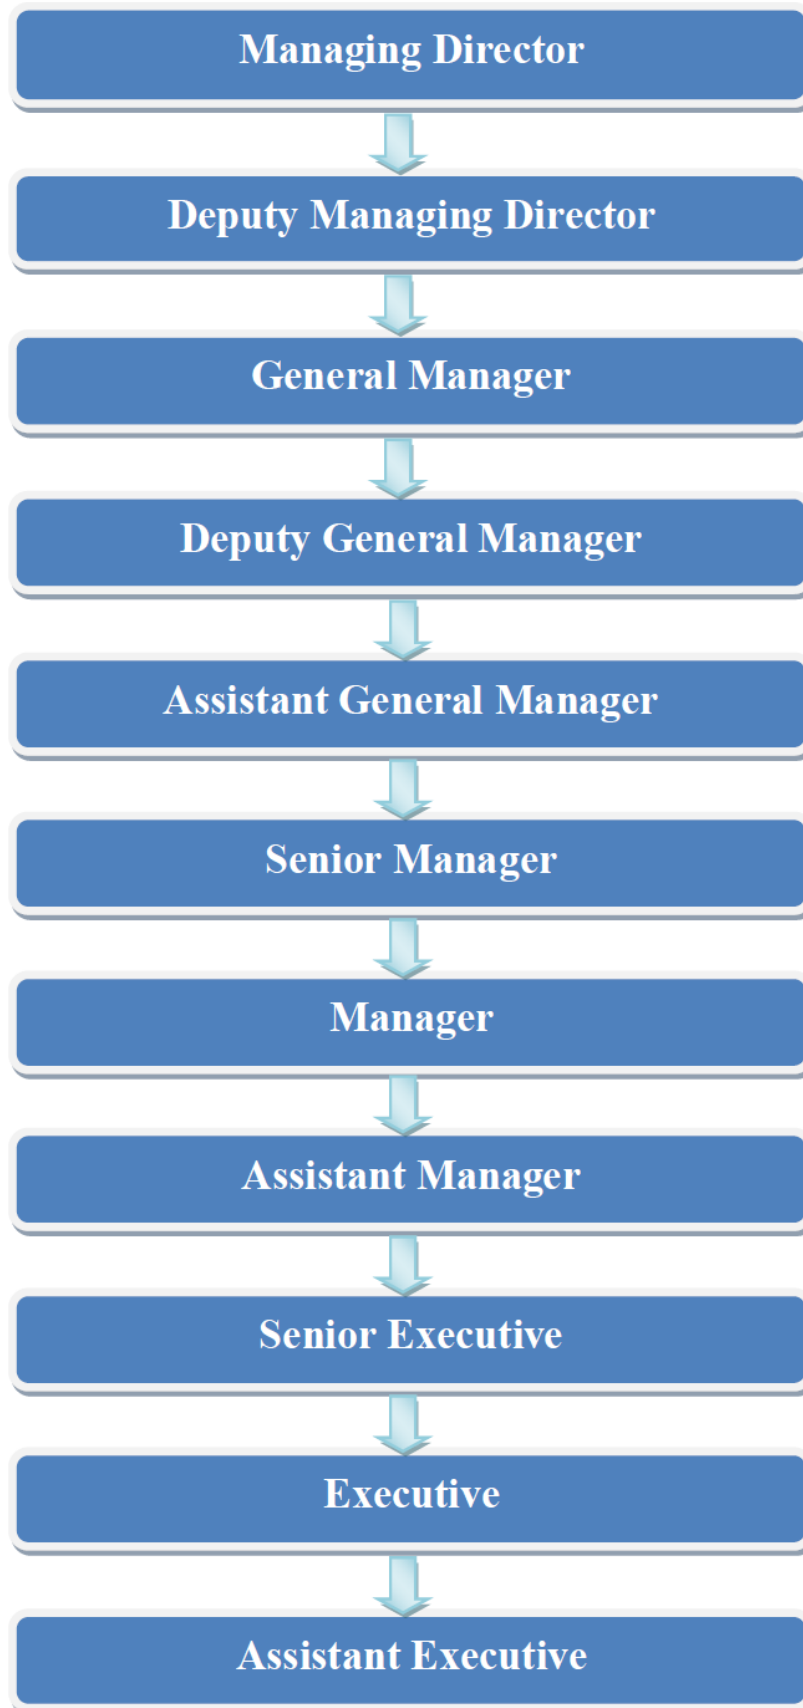 Managing Director
Deputy Managing Director
General Manager
Deputy General Manager
Assistant General Manager
Senior Manager
Manager
Assistant Manager
Senior Executive
Executive
Assistant Executive